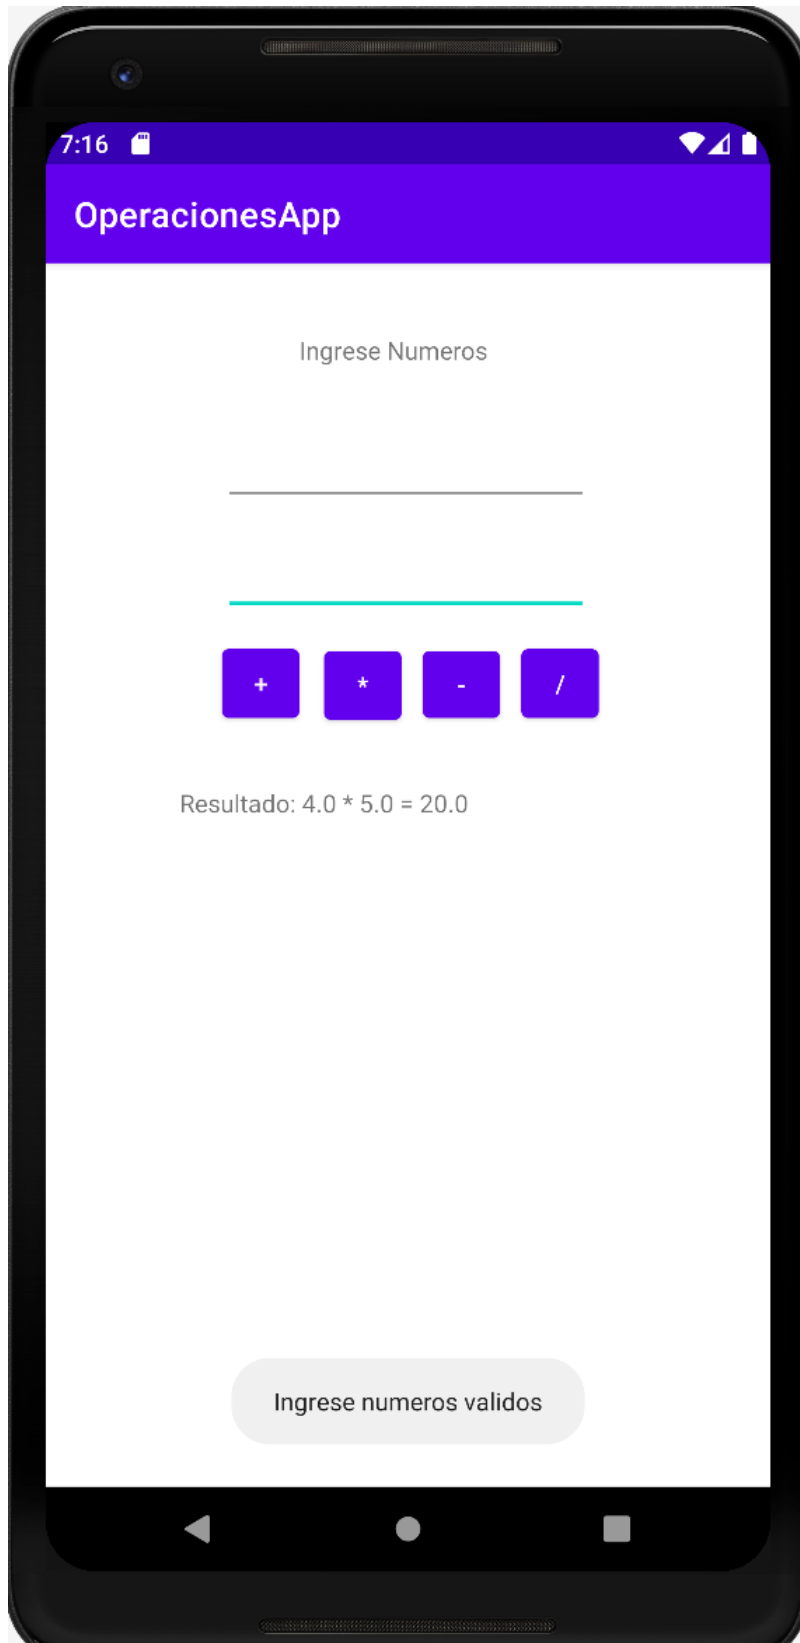 7:16
OperacionesApp
Ingrese Numeros
+ * - /
Resultado: 4.0 * 5.0 = 20.0
Ingrese numeros validos